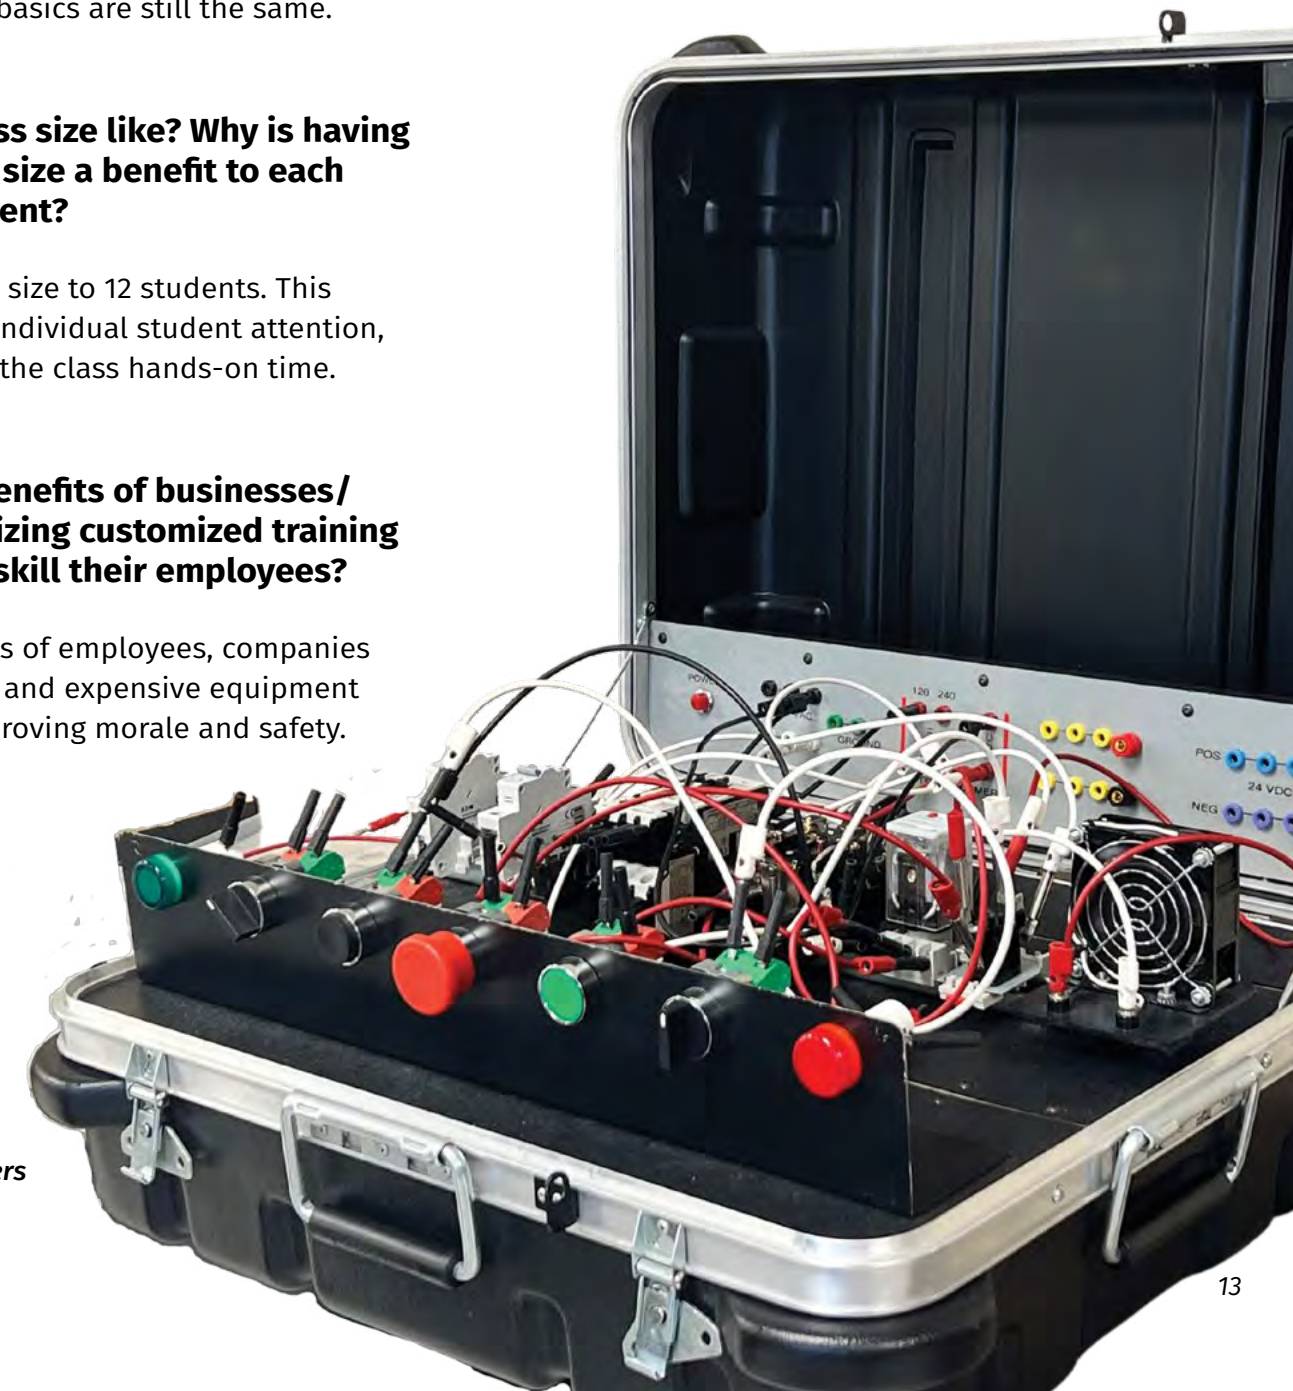 basics are still the same.
ss size like? Why is having
size a benefit to each
ent?
size to 12 students. This
ndividual student attention,
the class hands-on time.
enefits of businesses/
izing customized training
skill their employees?
s of employees, companies
and expensive equipment
roving morale and safety.
POWER
120 240
GROUND
POS
24 VDC
NEG
ers
13